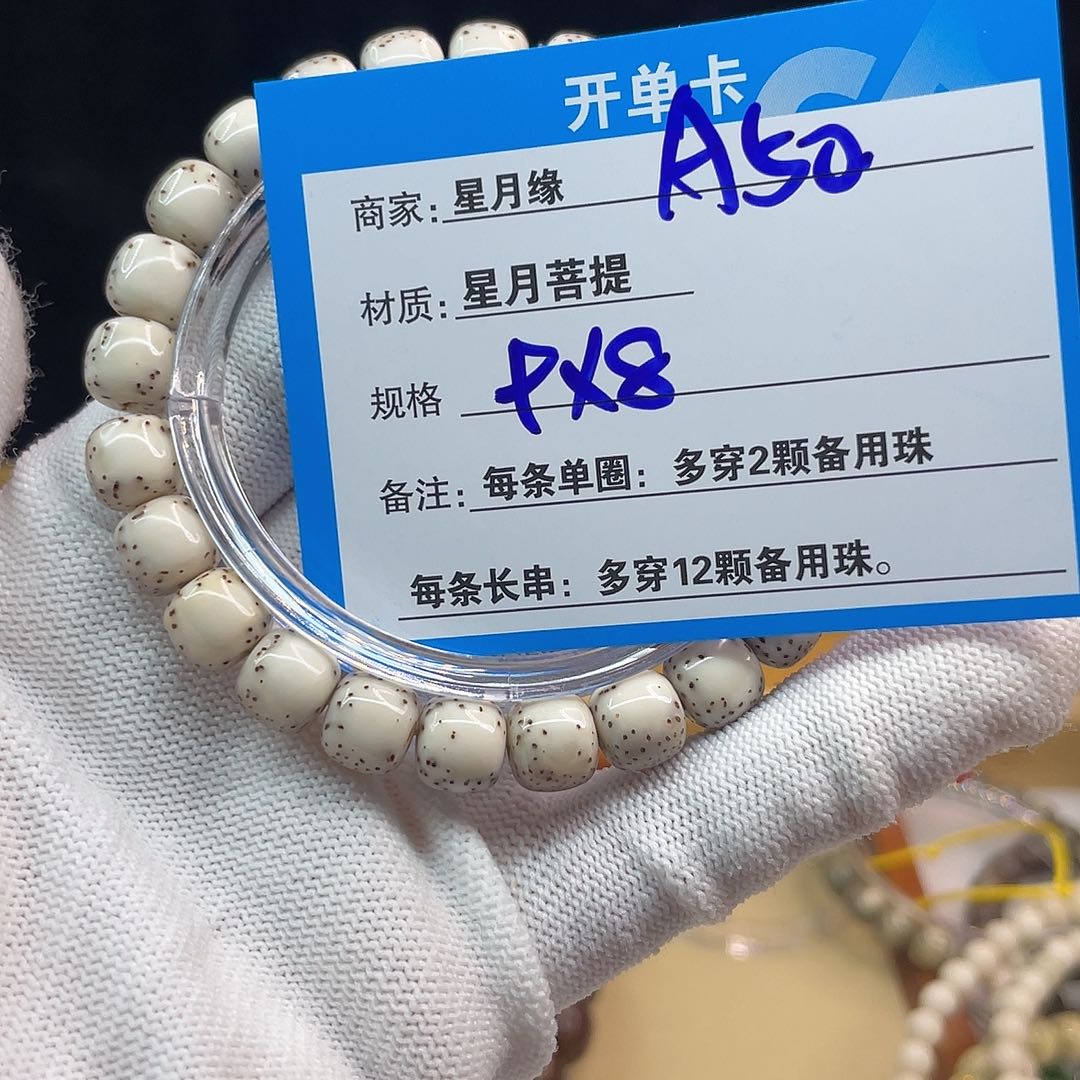 开单卡
A50
商家：星月缘
材质：星月菩提
规格 PX8
备注：每条单圈：多穿2颗备用珠
每条长串：多穿12颗备用珠。